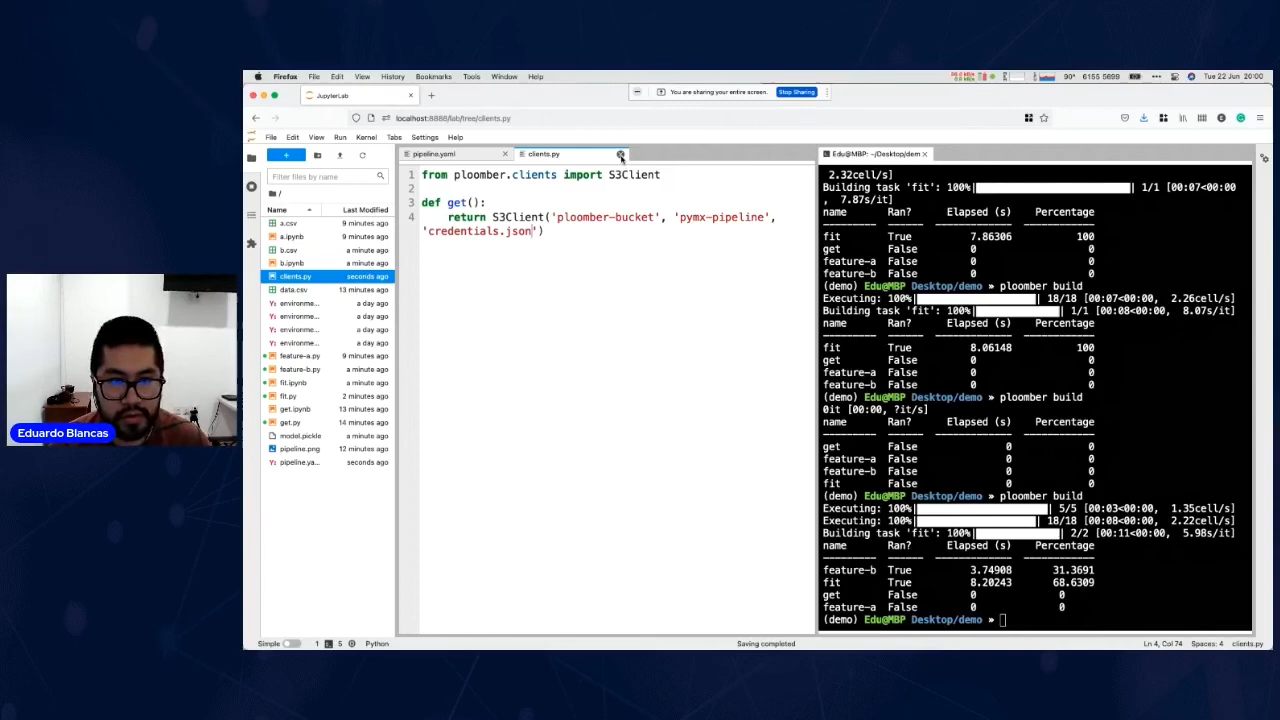 Firefox File Edit View History Bookmarks Tools Window Help
90° 6155 5699 Tue 22 Jun 20:00
JupyterLab
You are sharing your entire screen. Stop Sharing
localhost:8888/lab/tree/clients.py
File Edit View Run Kernel Tabs Settings Help
Filter files by name
/
Name Last Modified
a.csv 9 minutes ago
a.ipynb 9 minutes ago
b.csv a minute ago
b.ipynb a minute ago
clients.py seconds ago
data.csv 13 minutes ago
environme... a day ago
environme... a day ago
environme... a day ago
environme... a day ago
feature-a.py 9 minutes ago
feature-b.py a minute ago
fit.ipynb a minute ago
fit.py 2 minutes ago
get.ipynb 13 minutes ago
get.py 14 minutes ago
model.pickle a minute ago
pipeline.png 12 minutes ago
pipeline.ya... seconds ago
pipeline.yaml
clients.py
1 from ploomber.clients import S3Client
2
3 def get():
4 return S3Client('ploomber-bucket', 'pymx-pipeline',
'credentials.json')
Edu@MBP: ~/Desktop/dem
2.32cell/s]
Building task 'fit': 100%| | 1/1 [00:07<00:00
, 7.87s/it]
name Ran? Elapsed (s) Percentage
fit True 7.86306 100
get False 0 0
feature-a False 0 0
feature-b False 0 0
(demo) Edu@MBP Desktop/demo » ploomber build
Executing: 100%| | 18/18 [00:07<00:00, 2.26cell/s]
Building task 'fit': 100%| | 1/1 [00:08<00:00, 8.07s/it]
name Ran? Elapsed (s) Percentage
fit True 8.06148 100
get False 0 0
feature-a False 0 0
feature-b False 0 0
(demo) Edu@MBP Desktop/demo » ploomber build
0it [00:00, ?it/s]
name Ran? Elapsed (s) Percentage
get False 0 0
feature-a False 0 0
feature-b False 0 0
fit False 0 0
(demo) Edu@MBP Desktop/demo » ploomber build
Executing: 100%| | 5/5 [00:03<00:00, 1.35cell/s]
Executing: 100%| | 18/18 [00:08<00:00, 2.22cell/s]
Building task 'fit': 100%| | 2/2 [00:11<00:00, 5.98s/it]
name Ran? Elapsed (s) Percentage
feature-b True 3.74908 31.3691
fit True 8.20243 68.6309
get False 0 0
feature-a False 0 0
(demo) Edu@MBP Desktop/demo »
Simple 1 5 Python Saving completed Ln 4, Col 74 Spaces: 4 clients.py
Eduardo Blancas